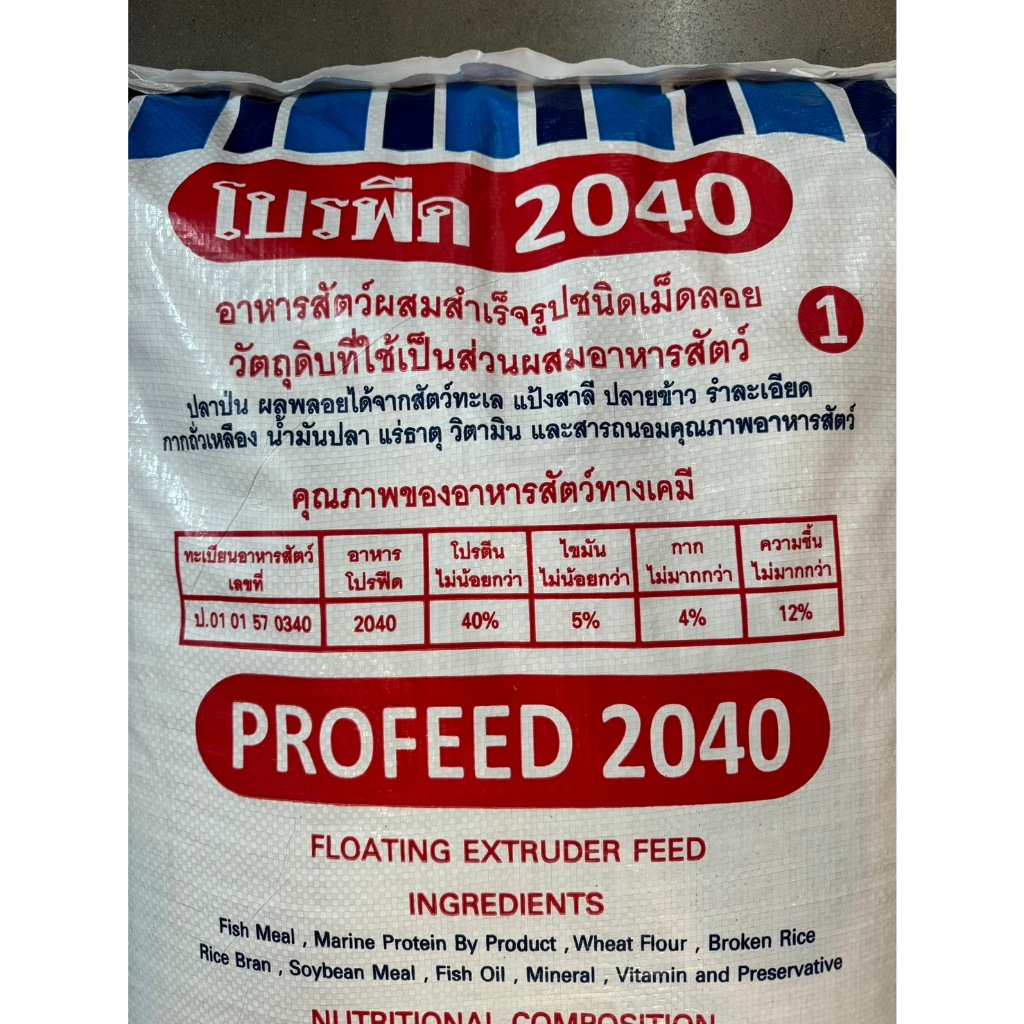 โปรฟีด 2040
อาหารสัตว์ผสมสำเร็จรูปชนิดเม็ดลอย
1
วัตถุดิบที่ใช้เป็นส่วนผสมอาหารสัตว์
ปลาป่น ผลพลอยได้จากสัตว์ทะเล แป้งสาลี ปลายข้าว รำละเอียด
กากถั่วเหลือง น้ำมันปลา แร่ธาตุ วิตามิน และสารถนอมคุณภาพอาหารสัตว์
คุณภาพของอาหารสัตว์ทางเคมี
ทะเบียนอาหารสัตว์ อาหาร โปรตีน ไขมัน กาก ความชื้น
เลขที่ โปรฟีด ไม่น้อยกว่า ไม่น้อยกว่า ไม่มากกว่า ไม่มากกว่า
ป.01 01 57 0340 2040 40% 5% 4% 12%
PROFEED 2040
FLOATING EXTRUDER FEED
INGREDIENTS
Fish Meal , Marine Protein By Product , Wheat Flour , Broken Rice
Rice Bran , Soybean Meal , Fish Oil , Mineral , Vitamin and Preservative
NUTRITIONAL COMPOSITION